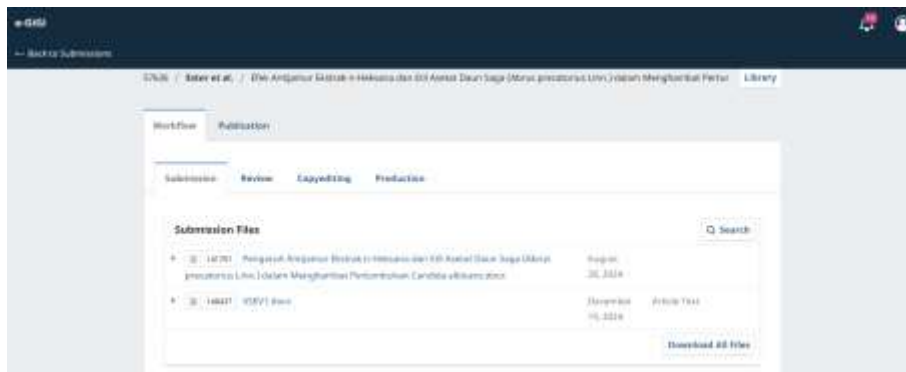 e-GIGI
← Back to Submissions
57636 / Ester et al. / Efek Antijamur Ekstrak n-Heksana dan Etil Asetat Daun Saga (Abrus precatorius Linn.) dalam Menghambat Pertur
Library
Workflow Publication
Submission Review Copyediting Production
Submission Files
Search
Pengaruh Antijamur Ekstrak n-Heksana dan Etil Asetat Daun Saga (Abrus
precatorius Linn.) dalam Menghambat Pertumbuhan Candida albicans.docx
August
20, 2024
December
Article Text
Download All Files